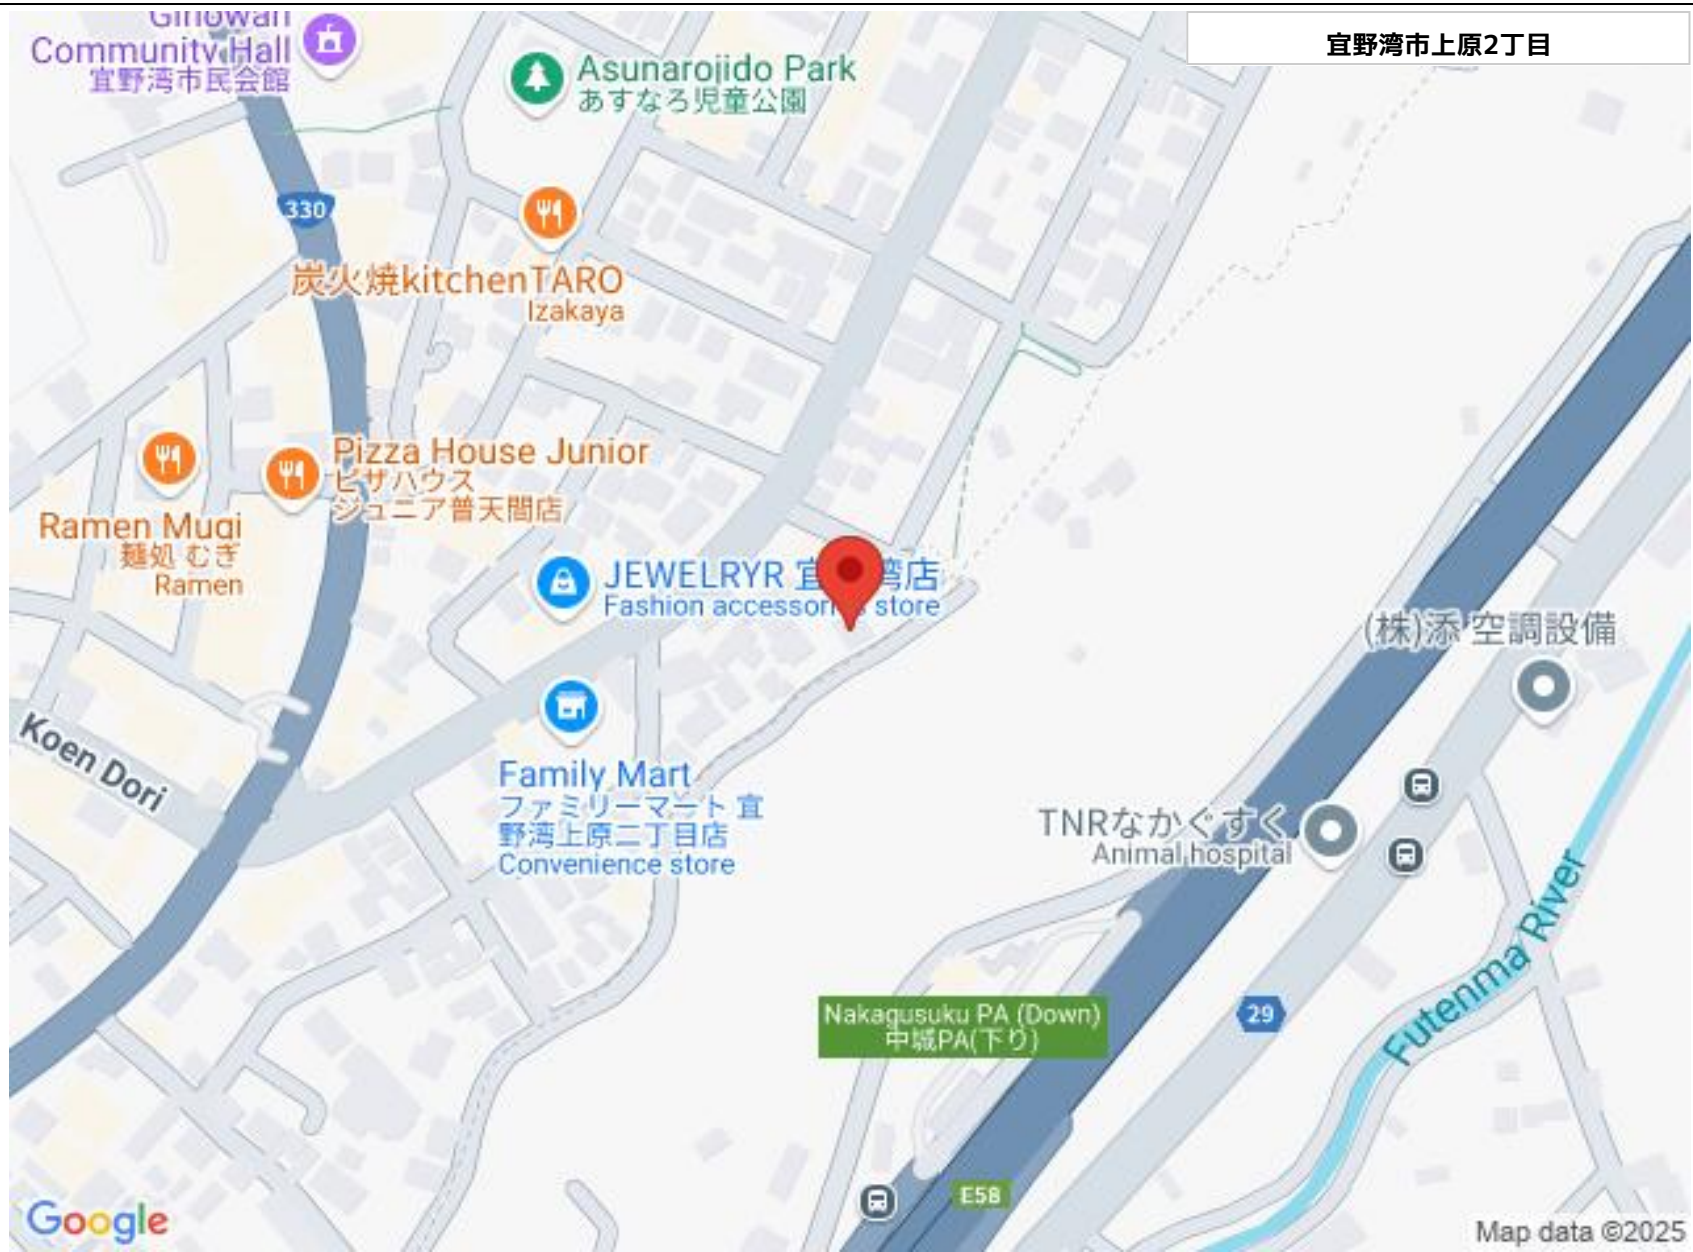 宜野湾市上原2丁目
Ginowan
Community Hall
宜野湾市民会館
Asunarojido Park
あすなろ児童公園
330
炭火焼kitchenTARO
Izakaya
Pizza House Junior
ピザハウス
ジュニア普天間店
Ramen Mugi
麺処 むぎ
Ramen
JEWELRYR 宜 湾店
Fashion accessories store
(株)添 空調設備
Koen Dori
Family Mart
ファミリーマート 宜
野湾上原二丁目店
Convenience store
TNRなかぐすく
Animal hospital
Futenma River
Nakagusuku PA (Down)
中城PA(下り)
29
E58
Google
Map data ©2025